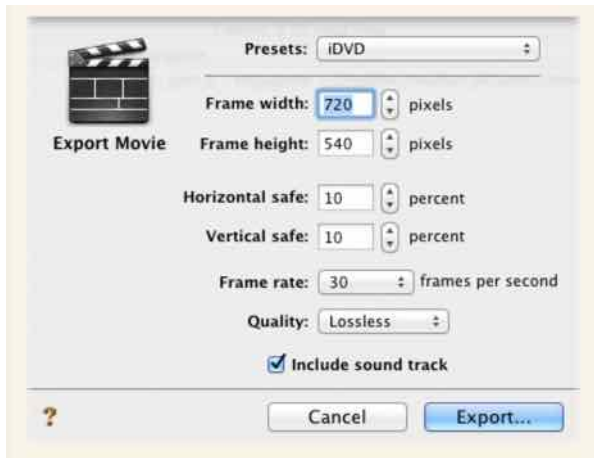 Presets: iDVD
Frame width: 720 pixels
Export Movie
Frame height: 540 pixels
Horizontal safe: 10 percent
Vertical safe: 10 percent
Frame rate: 30 frames per second
Quality: Lossless
Include sound track
? Cancel Export...